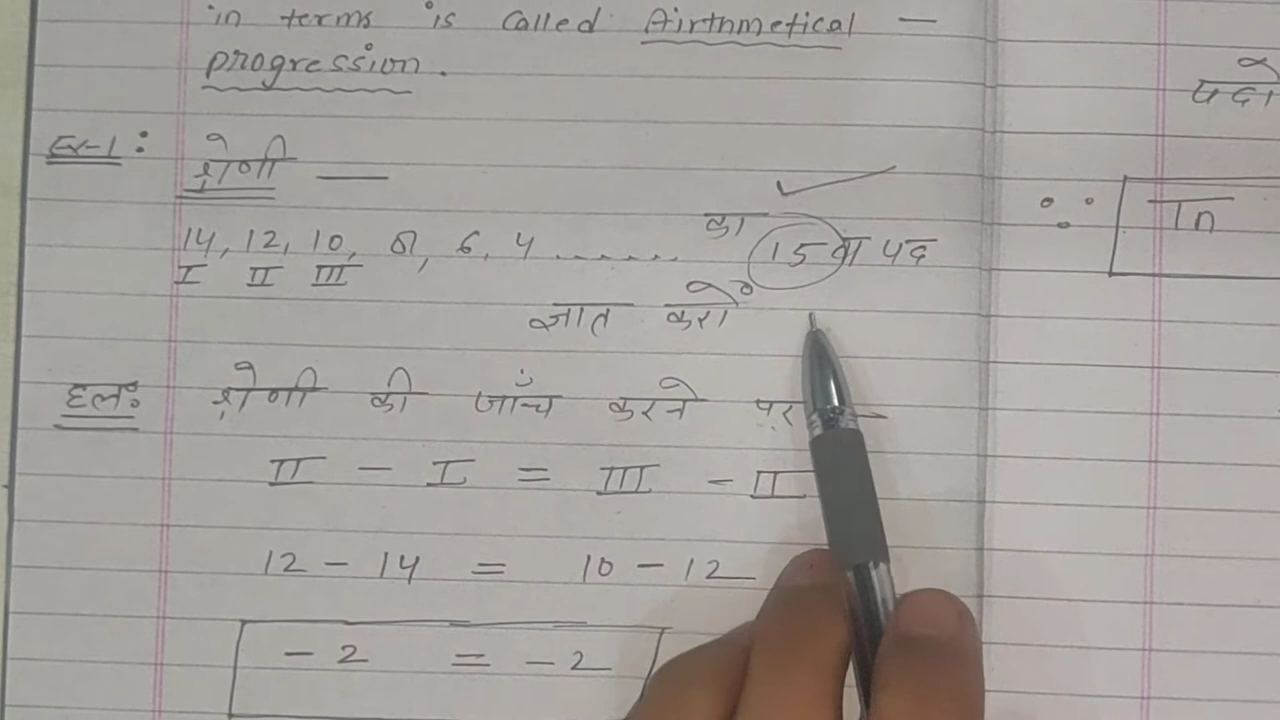 in terms is called Airthmetical —
progression.
Ex-1: श्रेणी —
14, 12, 10, 8, 6, 4 ....... का 15वा पद
I II III
ज्ञात करों
हलः श्रेणी की जाँच करने पर —
II - I = III - II
12 - 14 = 10 - 12
-2 = -2
∴ Tn